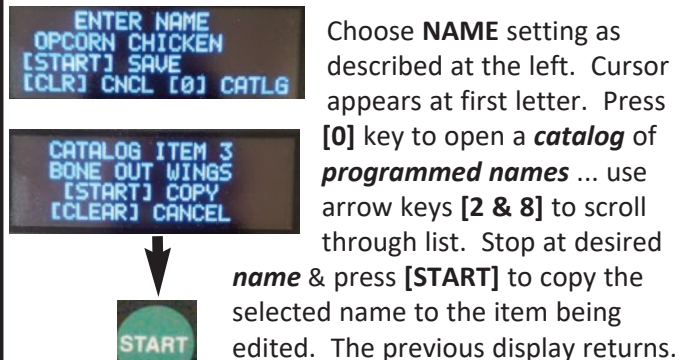 ENTER NAME
OPCORN CHICKEN
[START] SAVE
[CLR] CNCL [0] CATLG
CATALOG ITEM 3
BONE OUT WINGS
[START] COPY
[CLEAR] CANCEL
START
Choose NAME setting as
described at the left. Cursor
appears at first letter. Press
[0] key to open a catalog of
programmed names ... use
arrow keys [2 & 8] to scroll
through list. Stop at desired
name & press [START] to copy the
selected name to the item being
edited. The previous display returns.